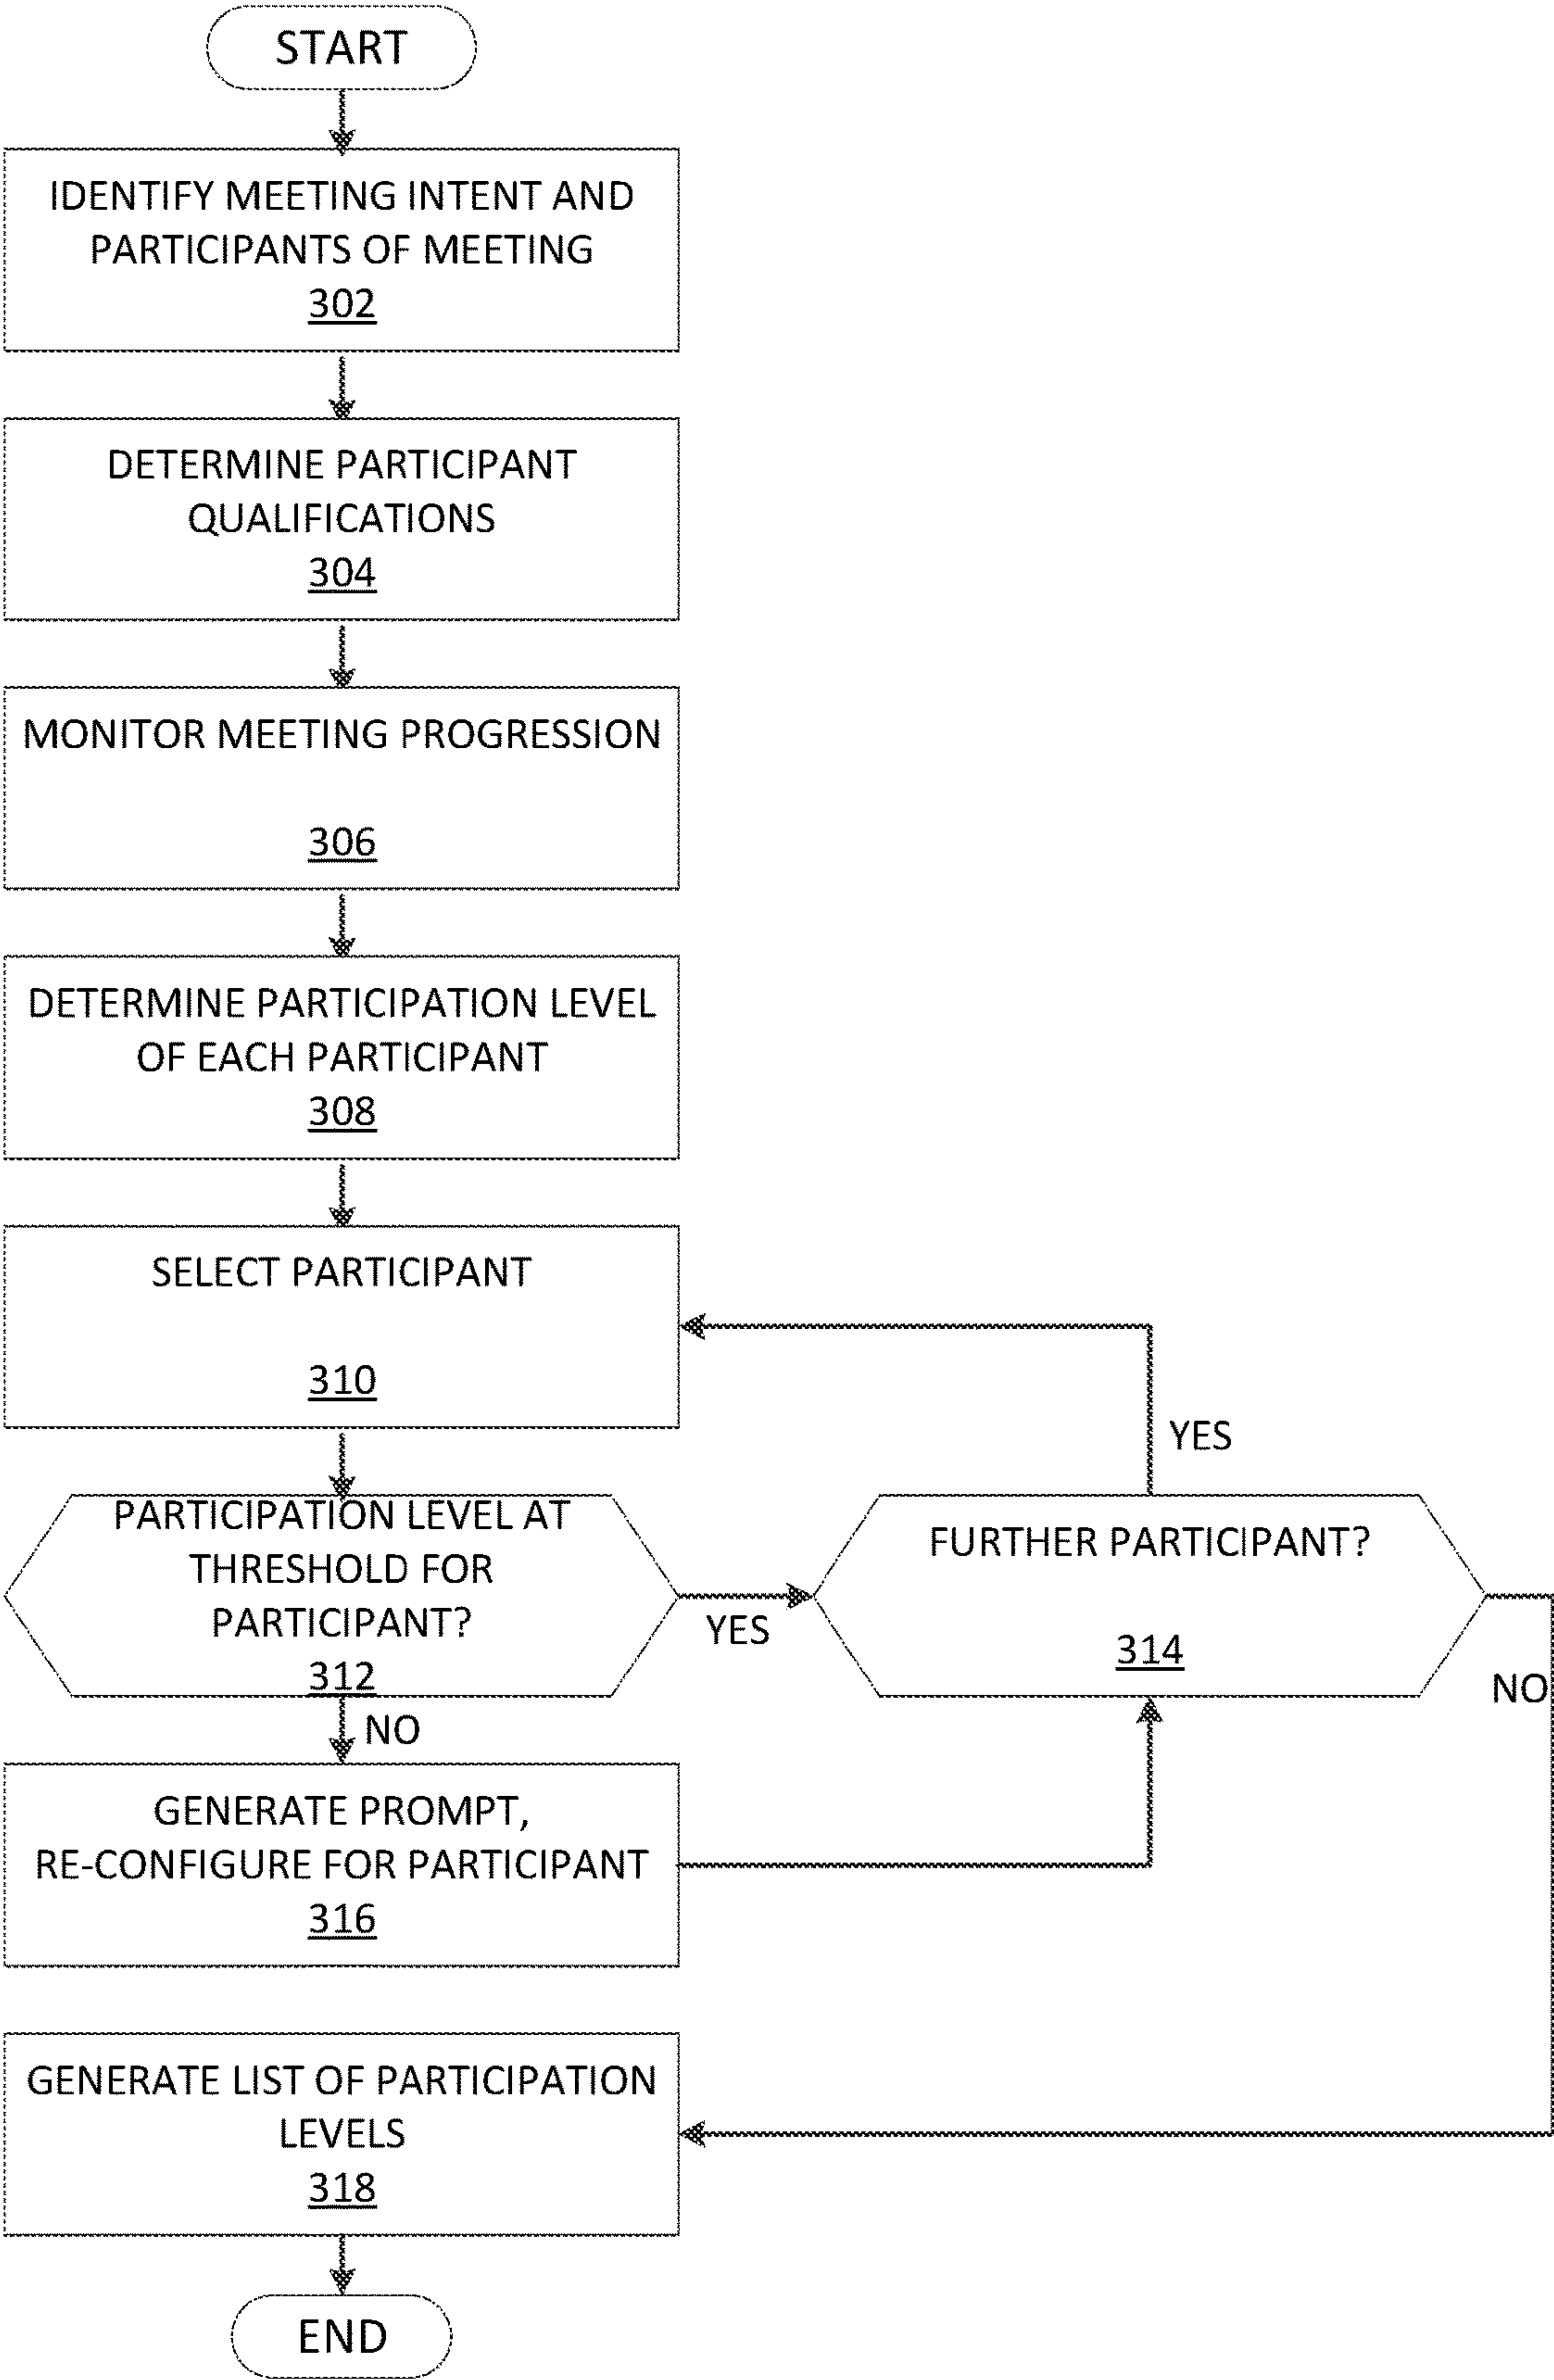 START
IDENTIFY MEETING INTENT AND
PARTICIPANTS OF MEETING
302
DETERMINE PARTICIPANT
QUALIFICATIONS
304
MONITOR MEETING PROGRESSION
306
DETERMINE PARTICIPATION LEVEL
OF EACH PARTICIPANT
308
SELECT PARTICIPANT
310
YES
PARTICIPATION LEVEL AT
THRESHOLD FOR
PARTICIPANT?
312
YES
FURTHER PARTICIPANT?
314
NO
NO
GENERATE PROMPT,
RE-CONFIGURE FOR PARTICIPANT
316
GENERATE LIST OF PARTICIPATION
LEVELS
318
END